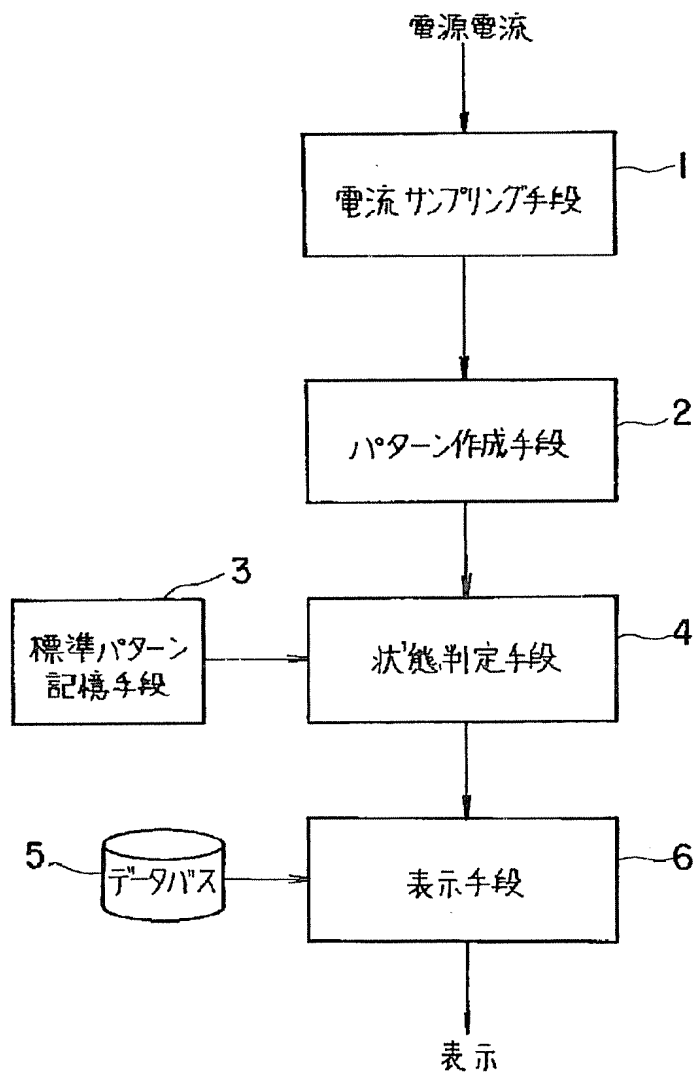 電源電流
1
電流サンプリング手段
2
パターン作成手段
3
標準パターン
記憶手段
4
状態判定手段
5
データバス
6
表示手段
表示